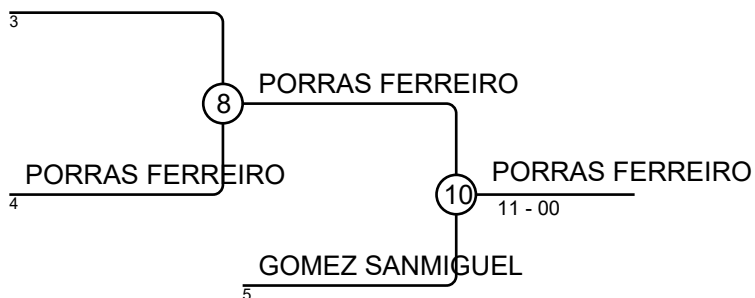 3
PORRAS FERREIRO
8
PORRAS FERREIRO
4
PORRAS FERREIRO
10
11 - 00
GOMEZ SANMIGUEL
5